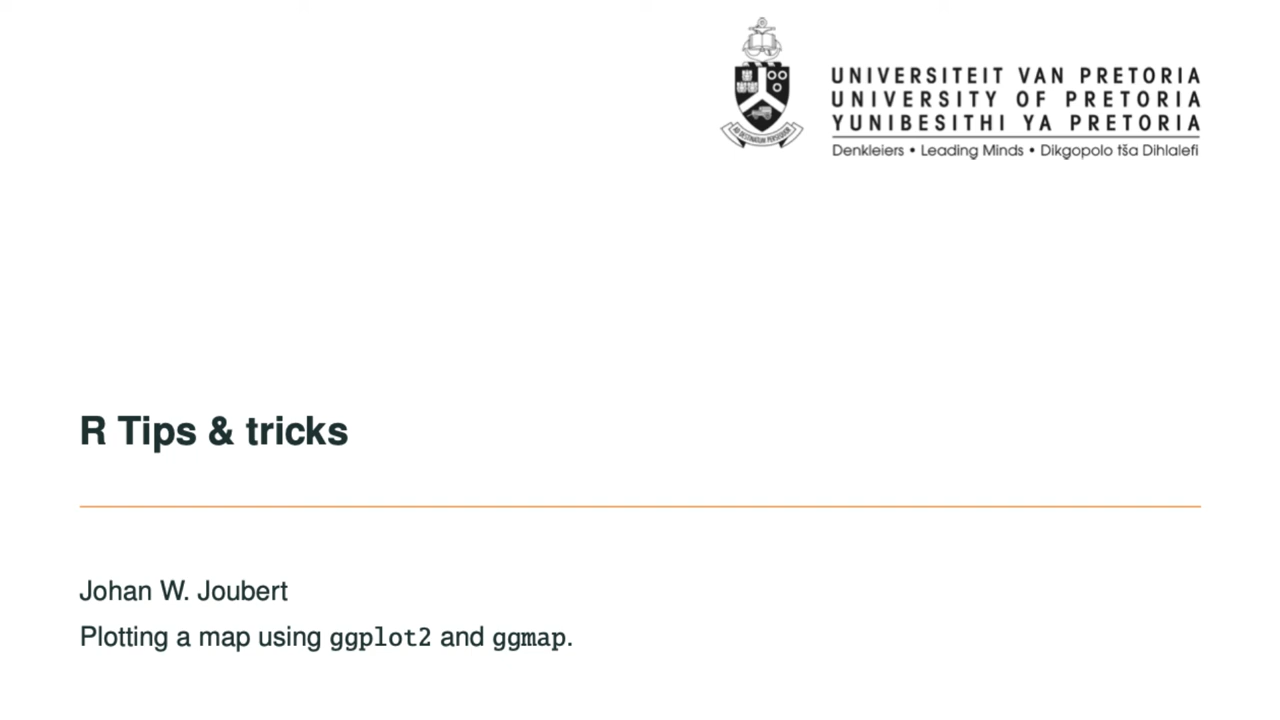 UNIVERSITEIT VAN PRETORIA
UNIVERSITY OF PRETORIA
YUNIBESITHI YA PRETORIA
Denkleiers • Leading Minds • Dikgopolo tša Dihlalefi
R Tips & tricks
Johan W. Joubert
Plotting a map using ggplot2 and ggmap.